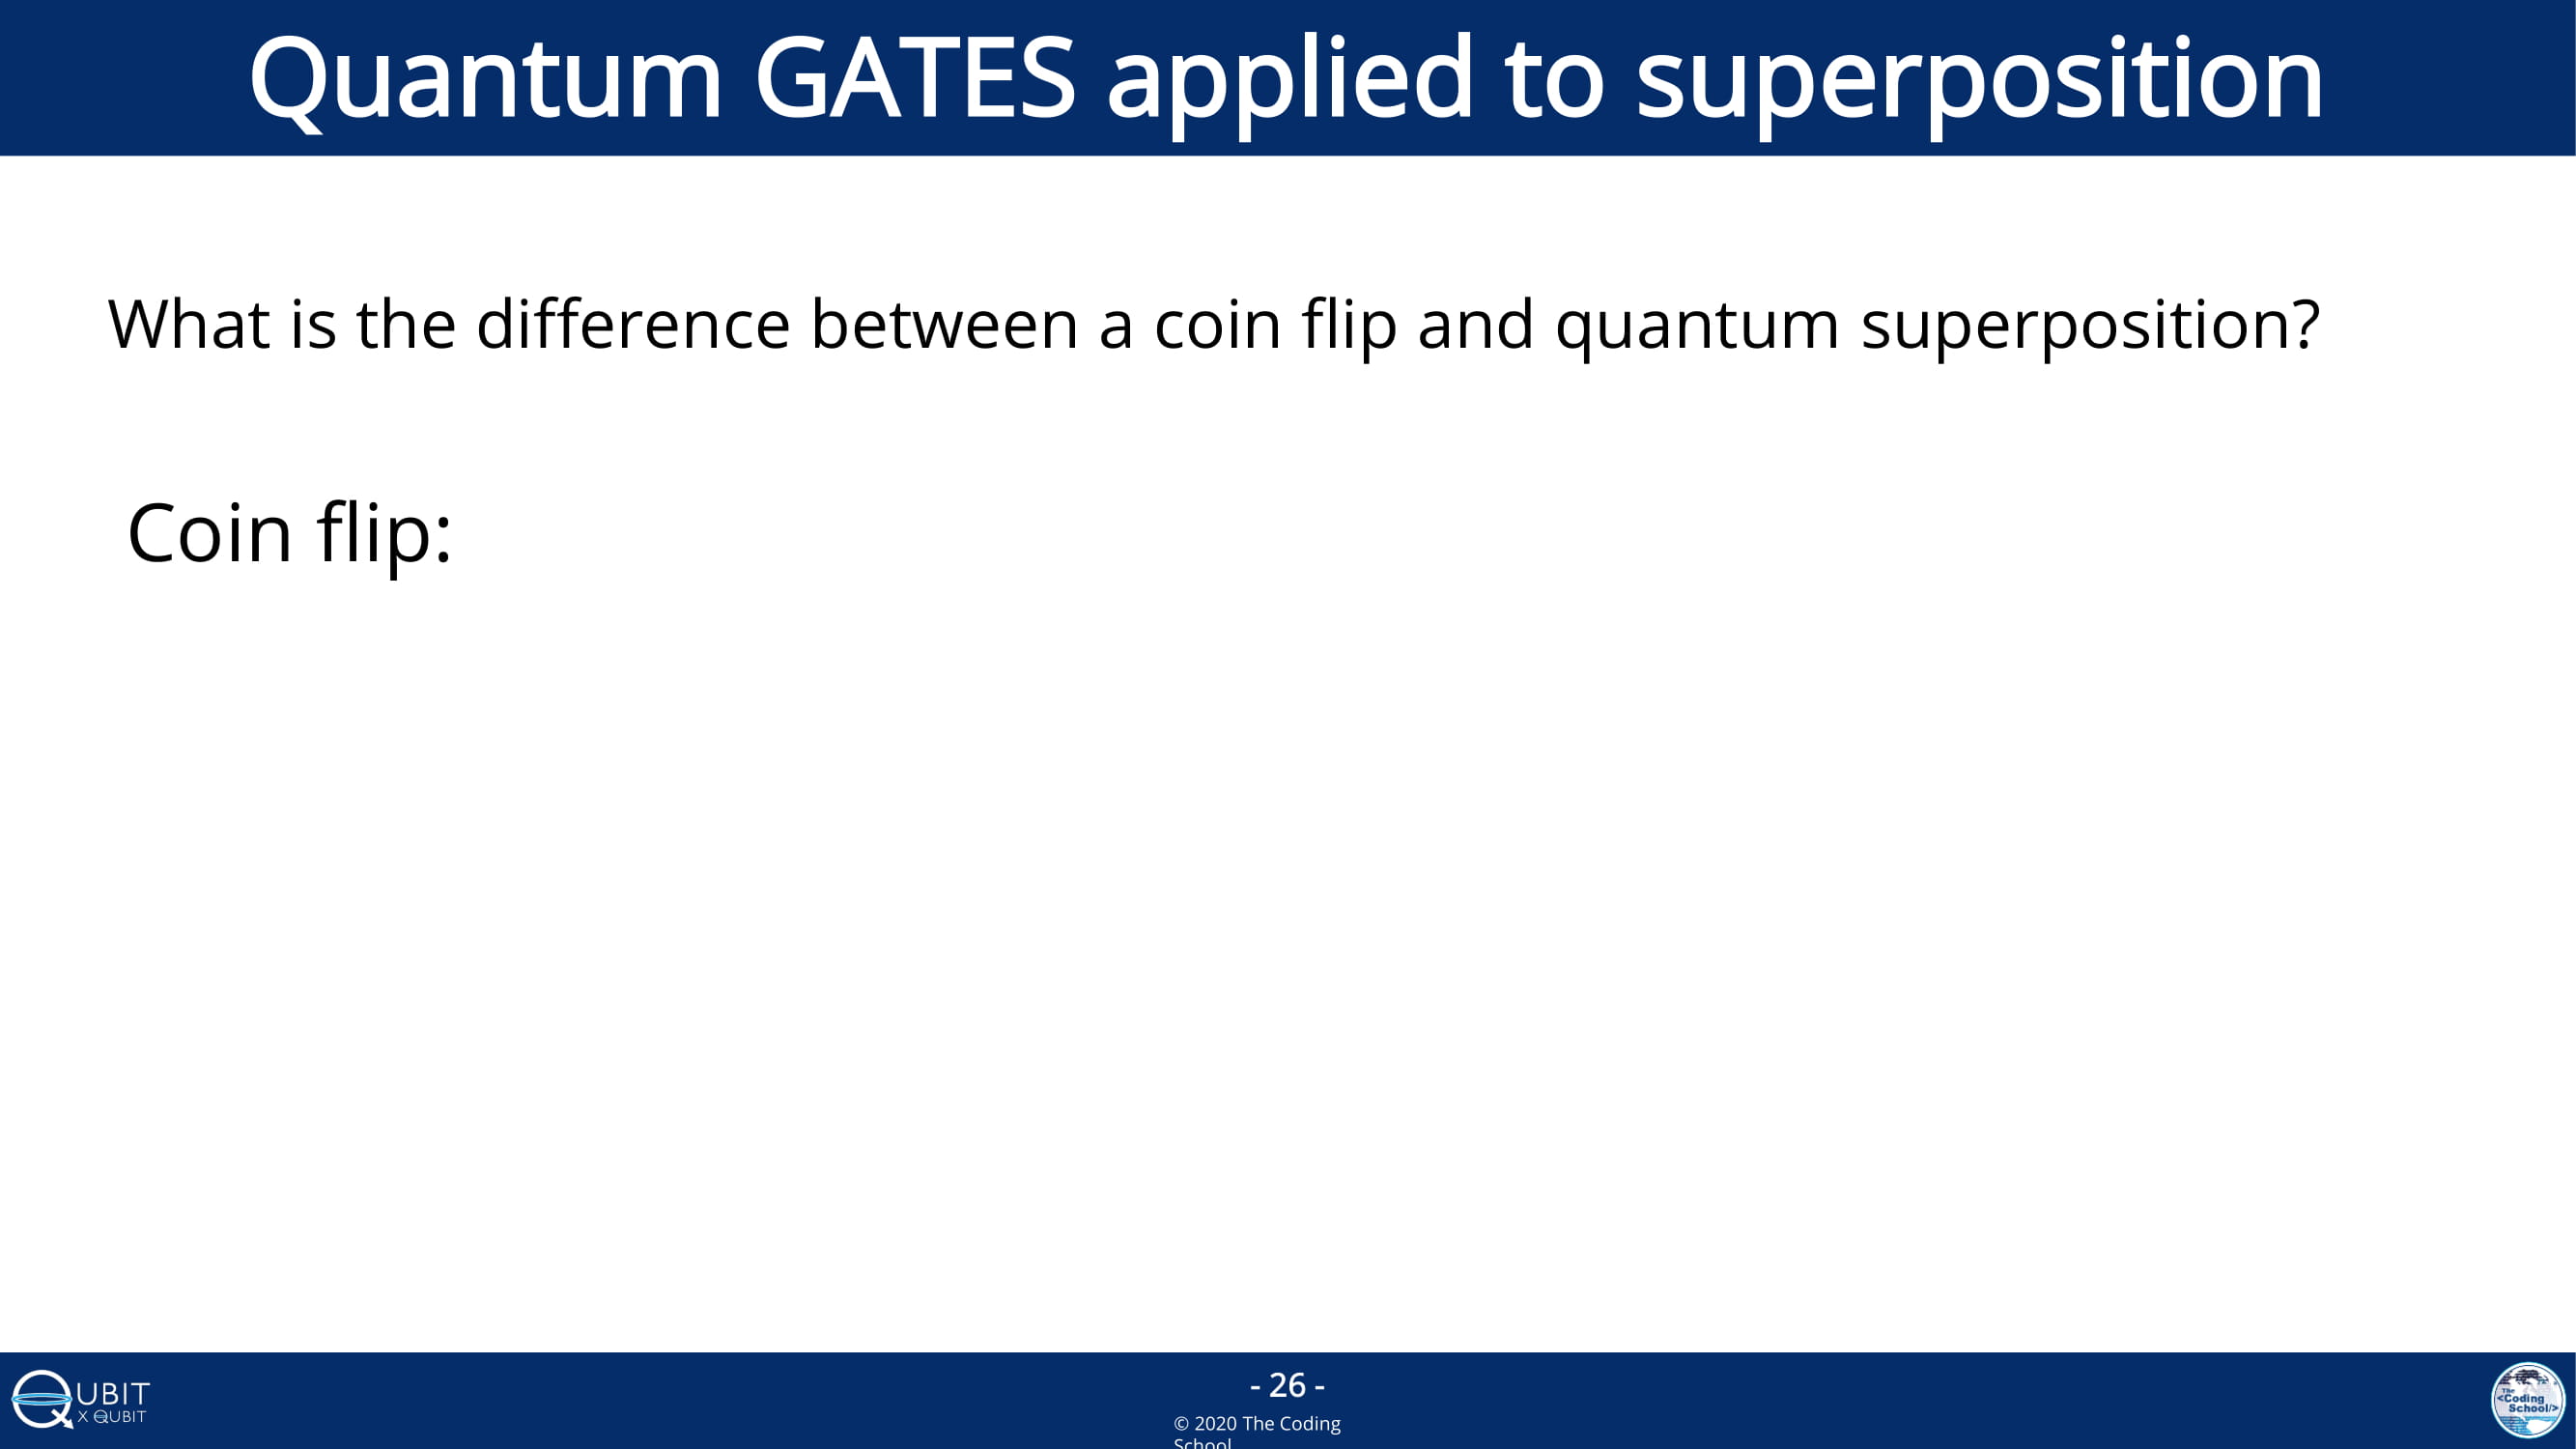 Quantum GATES applied to superposition
What is the difference between a coin flip and quantum superposition?
Coin flip:
QUBIT
X QUBIT
- 26 -
© 2020 The Coding
School
The
<Coding
School/>